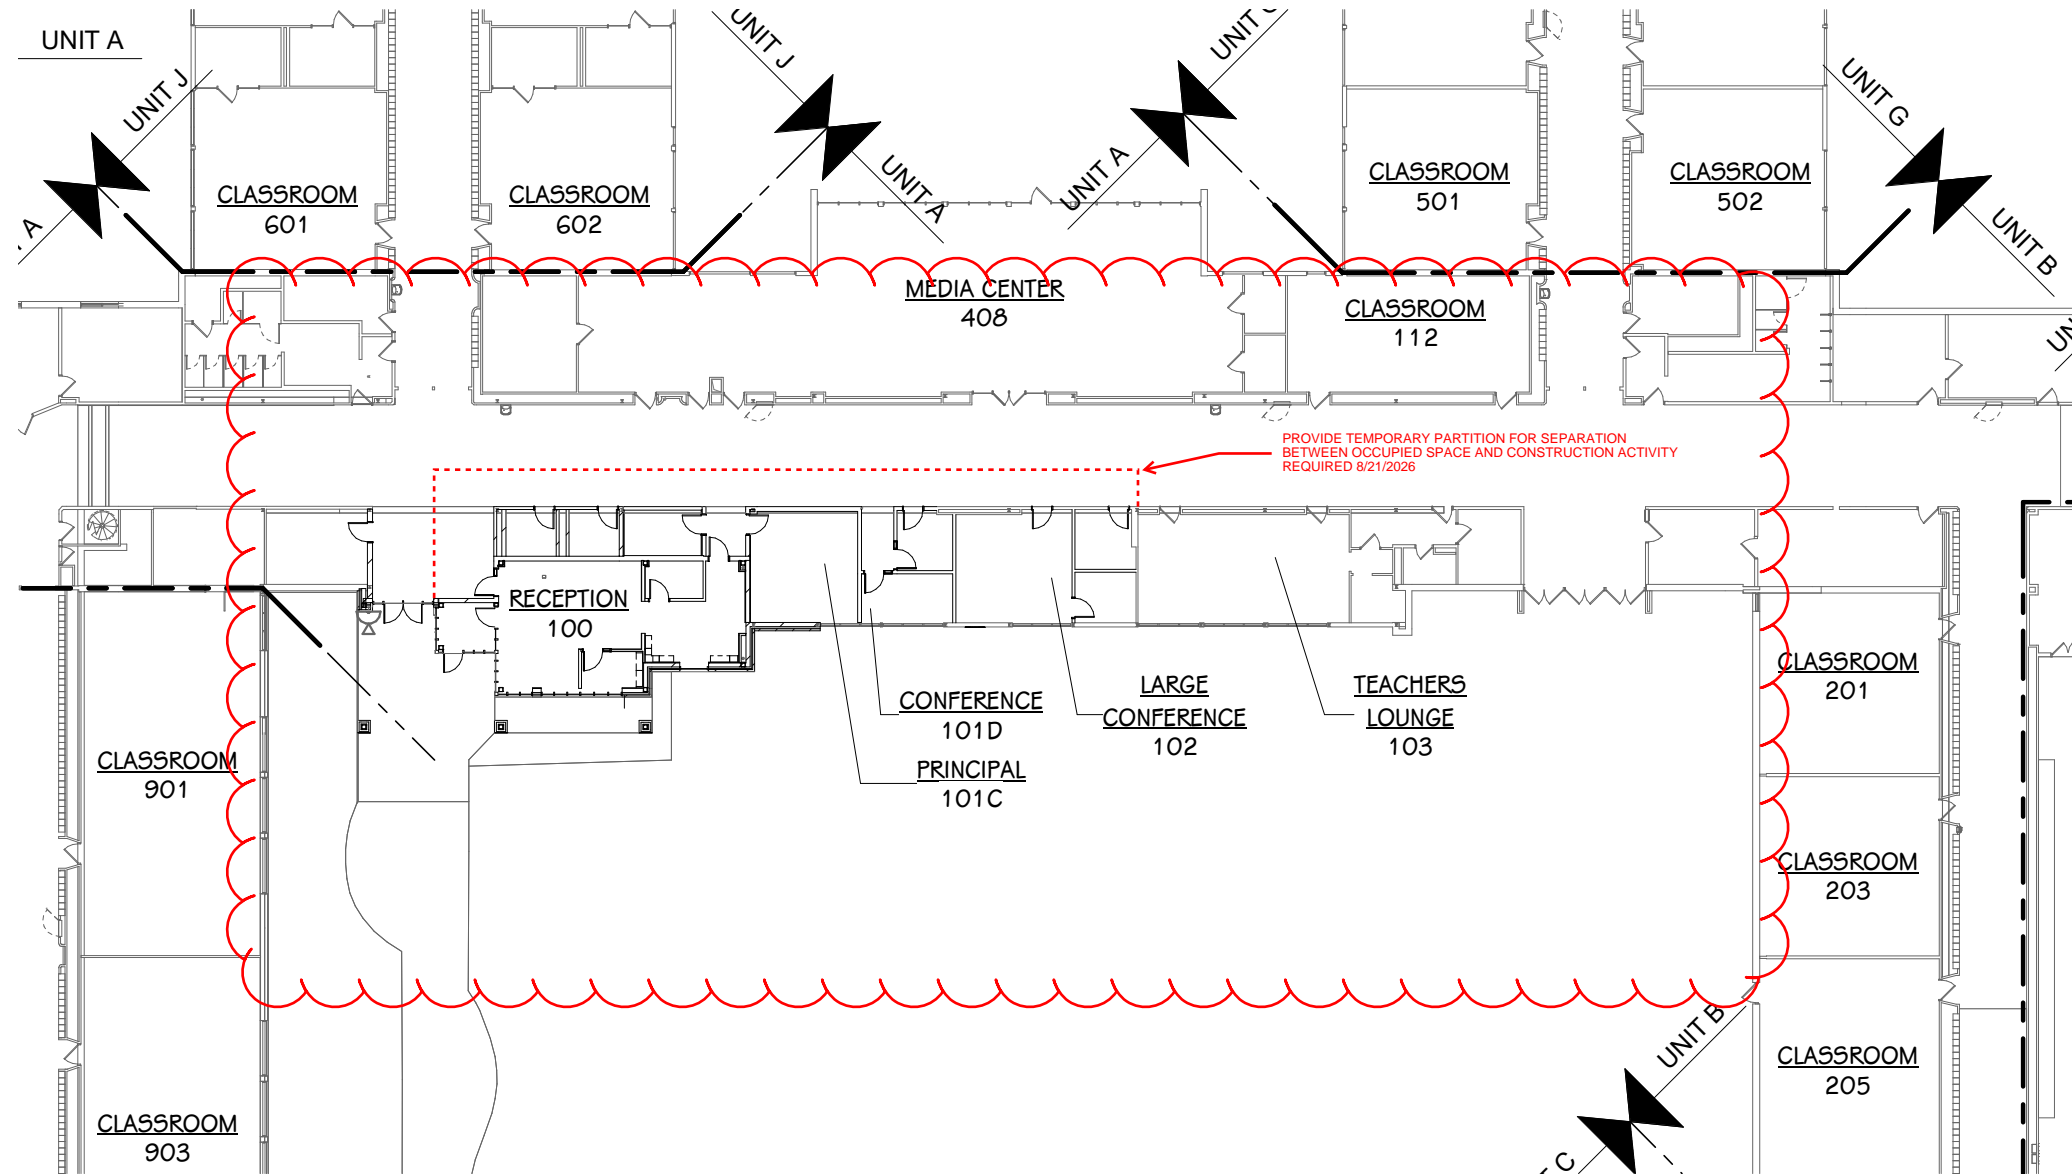 UNIT A
UNIT J
UNIT J
UNIT A
UNIT A
UNIT G
UNIT B
CLASSROOM
601
CLASSROOM
602
CLASSROOM
501
CLASSROOM
502
MEDIA CENTER
408
CLASSROOM
112
PROVIDE TEMPORARY PARTITION FOR SEPARATION
BETWEEN OCCUPIED SPACE AND CONSTRUCTION ACTIVITY
REQUIRED 8/21/2026
RECEPTION
100
CONFERENCE
101D
PRINCIPAL
101C
LARGE
CONFERENCE
102
TEACHERS
LOUNGE
103
CLASSROOM
201
CLASSROOM
901
CLASSROOM
203
UNIT B
CLASSROOM
205
CLASSROOM
903